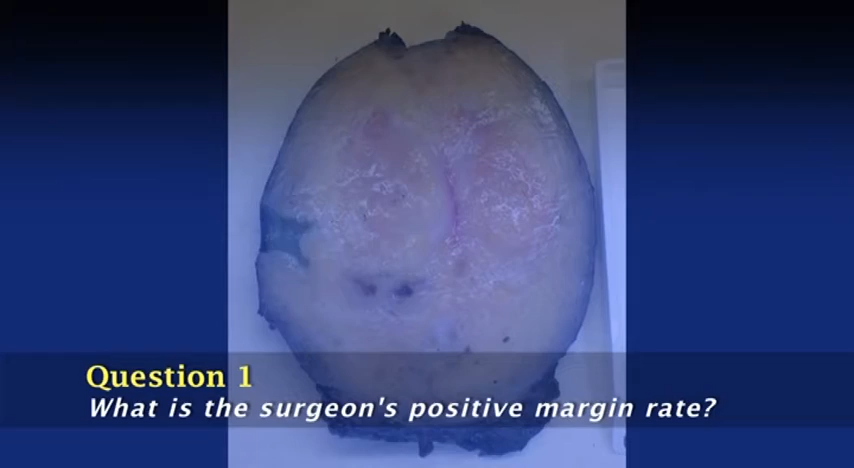 Question 1
What is the surgeon's positive margin rate?